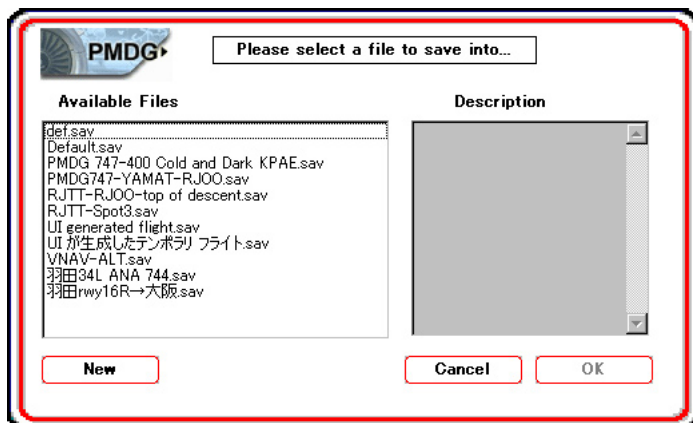 PMDG
Please select a file to save into...
Available Files
Description
def.sav
Default.sav
PMDG 747-400 Cold and Dark KPAE.sav
PMDG747-YAMAT-RJOO.sav
RJTT-RJOO-top of descent.sav
RJTT-Spot3.sav
UI generated flight.sav
UI が生成したテンポラリ フライト.sav
VNAV-ALT.sav
羽田34L ANA 744.sav
羽田rwy16R→大阪.sav
New
Cancel
OK